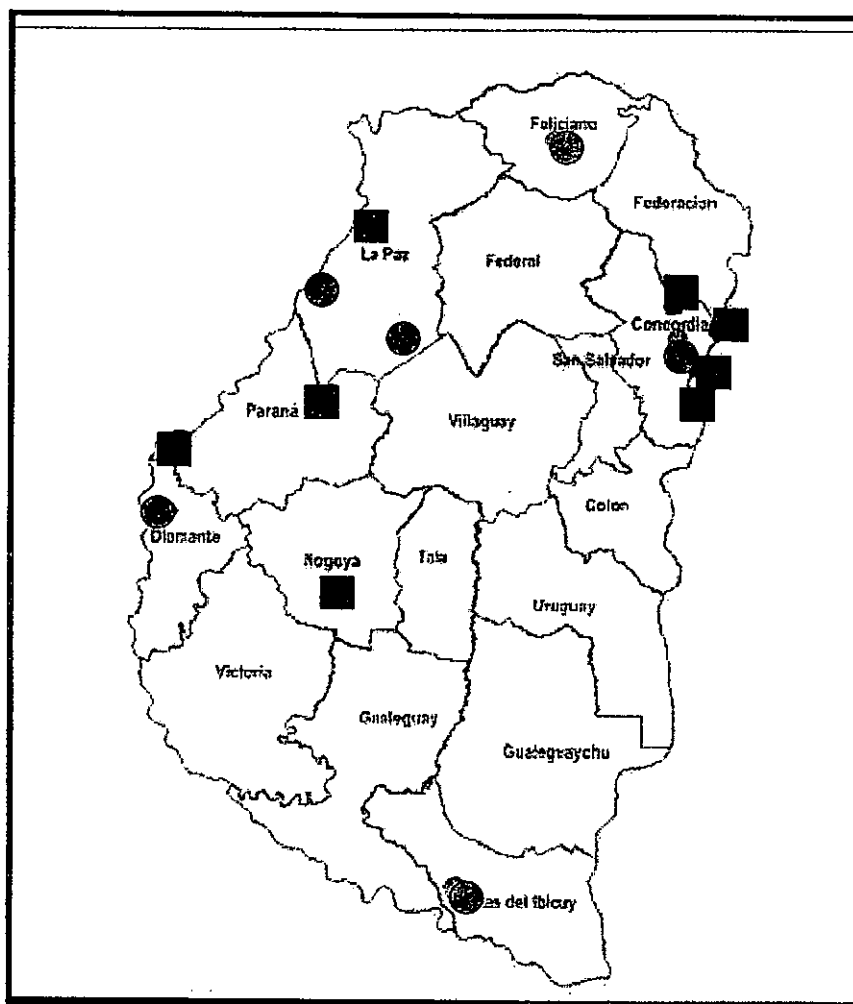 Feliciano
Federacion
La Paz
Federal
Concordia
San Salvador
Paraná
Villaguay
Colon
Diamante
Nogoya
Tala
Uruguay
Victoria
Gualeguay
Gualeguaychu
as del Ibicuy